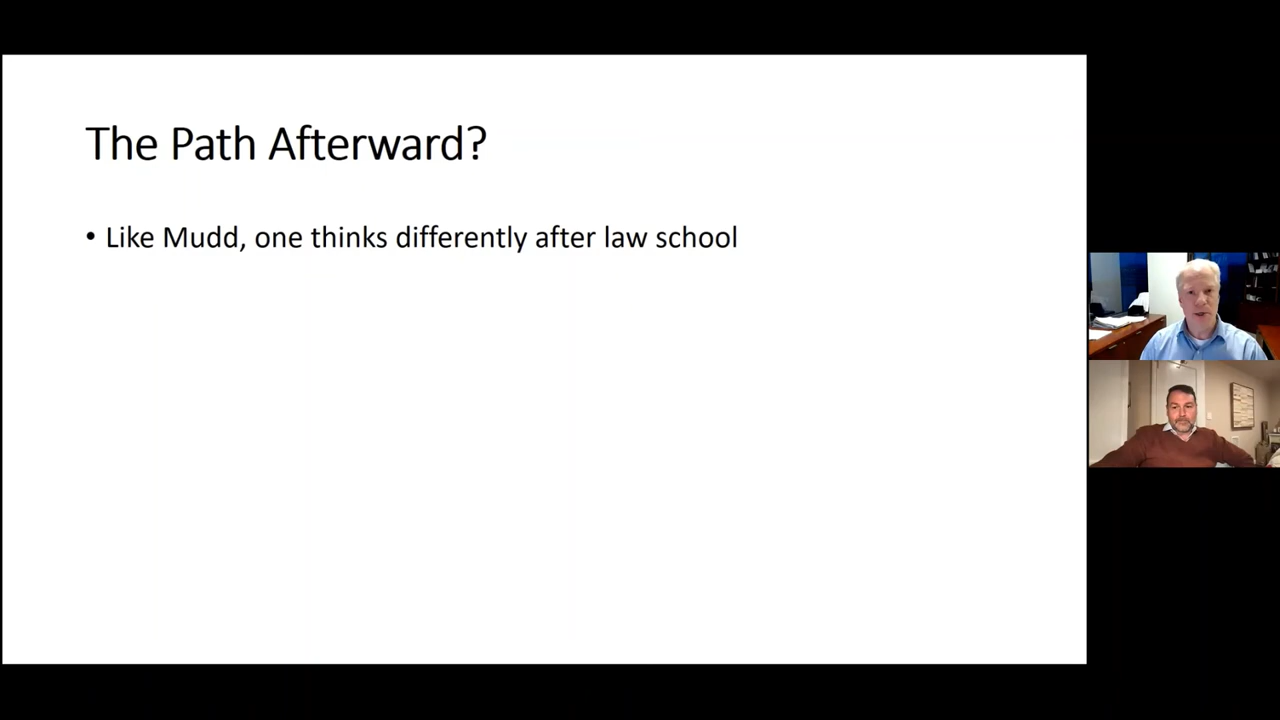 The Path Afterward?
• Like Mudd, one thinks differently after law school